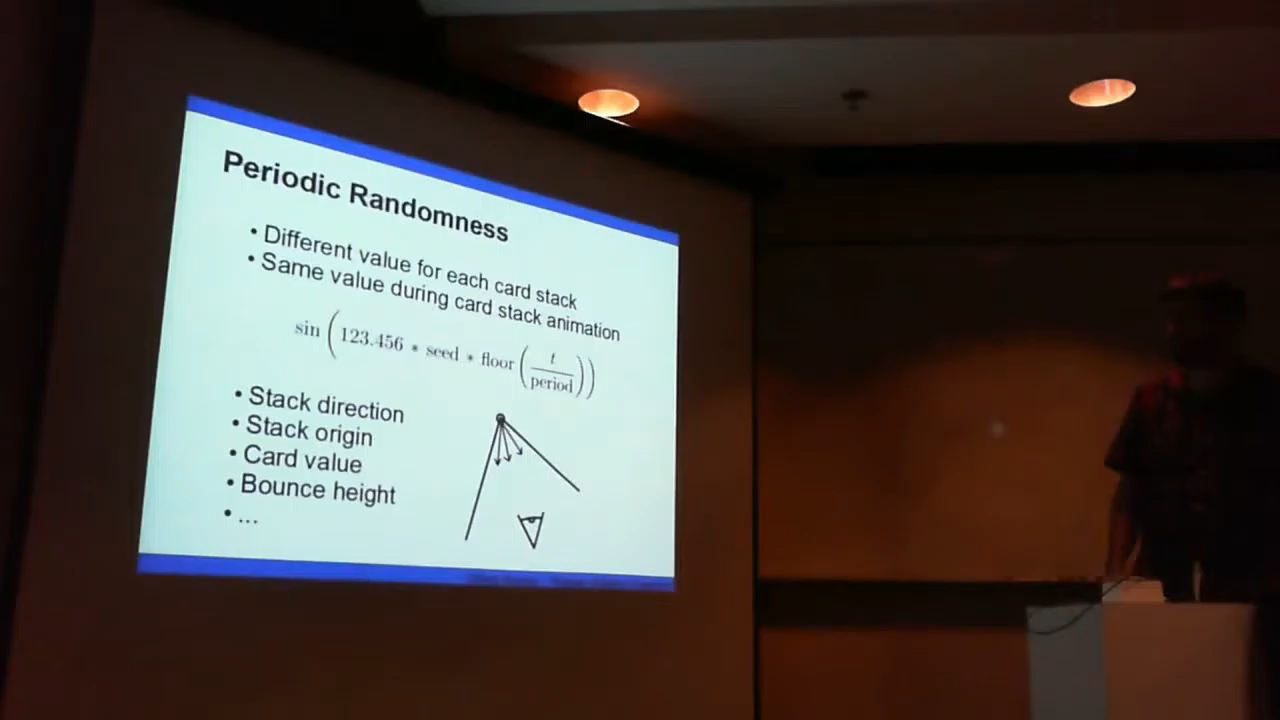 Periodic Randomness
• Different value for each card stack
• Same value during card stack animation
sin (123.456 * seed * floor (t/period))
• Stack direction
• Stack origin
• Card value
• Bounce height
• ...